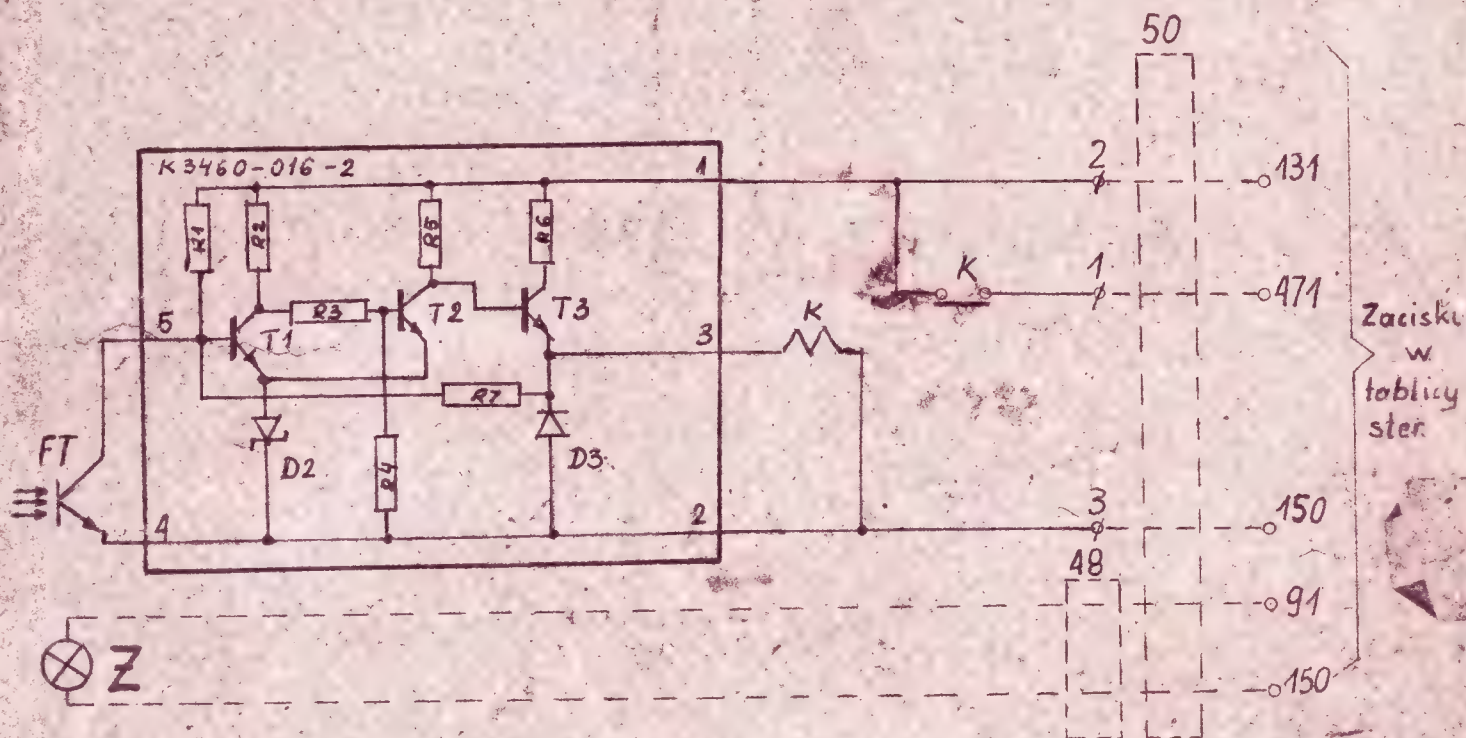 50
K3460-016-2
1
2
131
R1
R2
R5
R6
K
1
471
5
T1
R3
T2
T3
3
K
Zaciski
w
tablicy
ster.
R7
FT
D2
R4
D3
4
2
3
150
48
91
Z
150